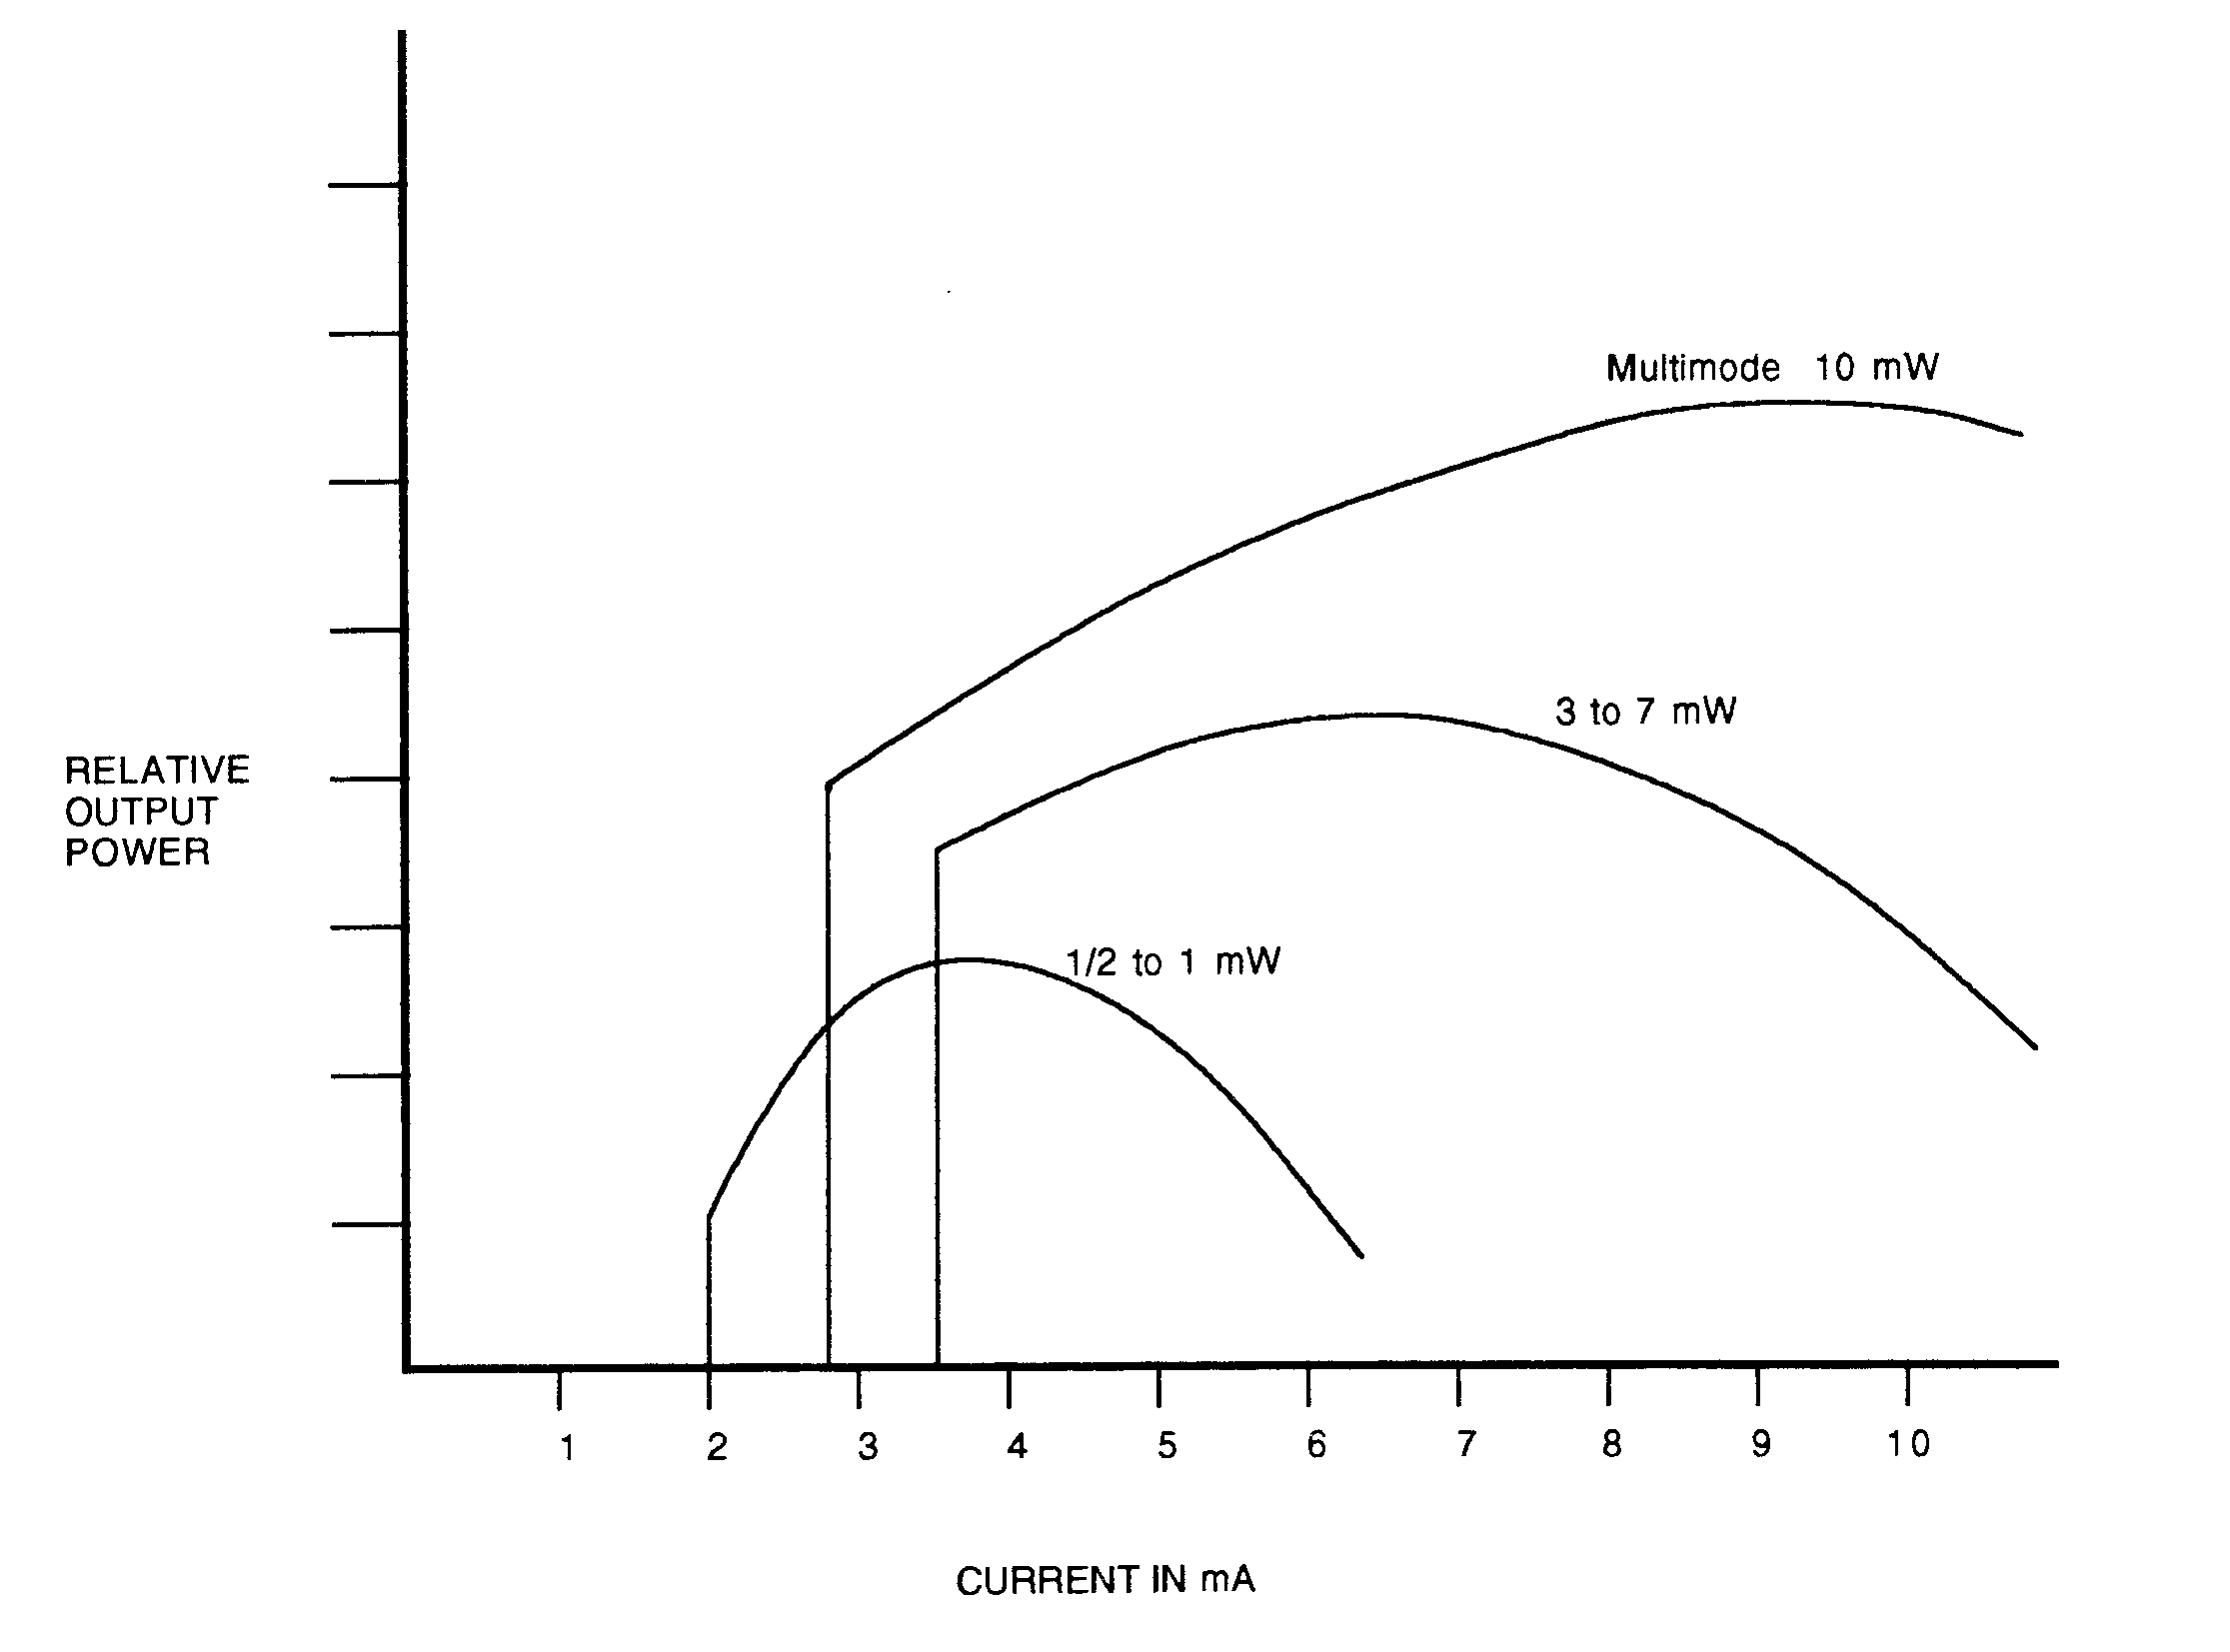 Multimode 10 mW
3 to 7 mW
RELATIVE
OUTPUT
POWER
1/2 to 1 mW
1 2 3 4 5 6 7 8 9 10
CURRENT IN mA